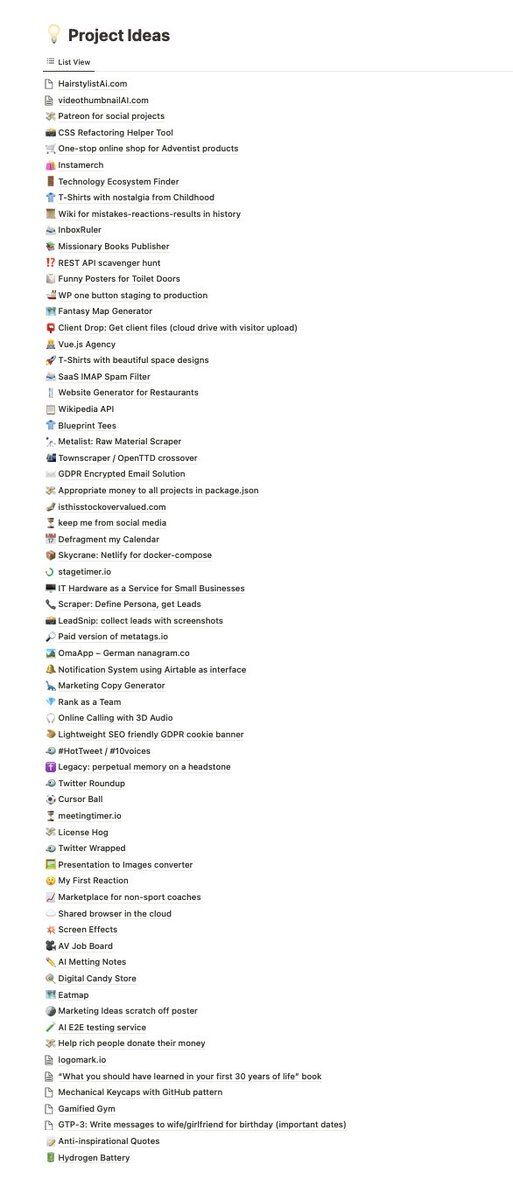 Project Ideas
List View
HairstylistAi.com
videothumbnailAI.com
Patreon for social projects
CSS Refactoring Helper Tool
One-stop online shop for Adventist products
Instamerch
Technology Ecosystem Finder
T-Shirts with nostalgia from Childhood
Wiki for mistakes-reactions-results in history
InboxRuler
Missionary Books Publisher
REST API scavenger hunt
Funny Posters for Toilet Doors
WP one button staging to production
Fantasy Map Generator
Client Drop: Get client files (cloud drive with visitor upload)
Vue.js Agency
T-Shirts with beautiful space designs
SaaS IMAP Spam Filter
Website Generator for Restaurants
Wikipedia API
Blueprint Tees
Metalist: Raw Material Scraper
Townscraper / OpenTTD crossover
GDPR Encrypted Email Solution
Appropriate money to all projects in package.json
isthisstockovervalued.com
keep me from social media
Defragment my Calendar
Skycrane: Netlify for docker-compose
stagetimer.io
IT Hardware as a Service for Small Businesses
Scraper: Define Persona, get Leads
LeadSnip: collect leads with screenshots
Paid version of metatags.io
OmaApp – German nanagram.co
Notification System using Airtable as interface
Marketing Copy Generator
Rank as a Team
Online Calling with 3D Audio
Lightweight SEO friendly GDPR cookie banner
#HotTweet / #10voices
Legacy: perpetual memory on a headstone
Twitter Roundup
Cursor Ball
meetingtimer.io
License Hog
Twitter Wrapped
Presentation to Images converter
My First Reaction
Marketplace for non-sport coaches
Shared browser in the cloud
Screen Effects
AV Job Board
AI Metting Notes
Digital Candy Store
Eatmap
Marketing Ideas scratch off poster
AI E2E testing service
Help rich people donate their money
logomark.io
“What you should have learned in your first 30 years of life” book
Mechanical Keycaps with GitHub pattern
Gamified Gym
GTP-3: Write messages to wife/girlfriend for birthday (important dates)
Anti-inspirational Quotes
Hydrogen Battery